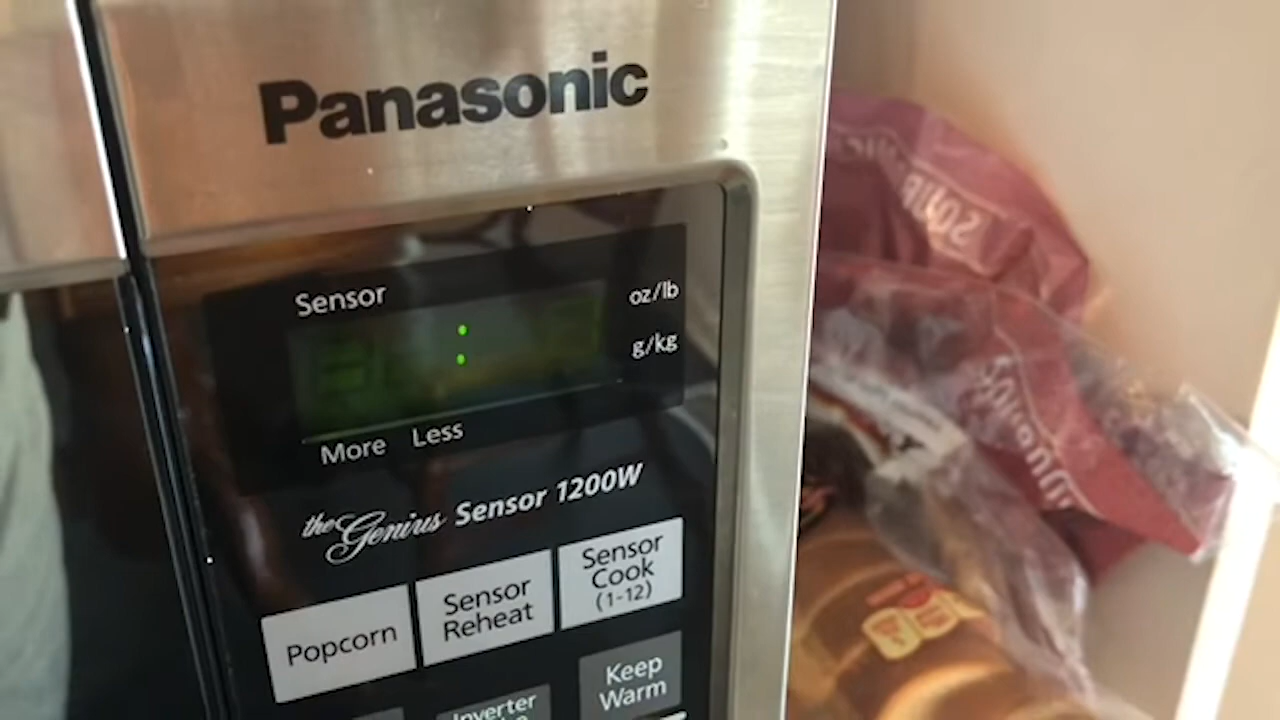 Panasonic
Sensor
oz/lb
:
g/kg
More Less
the Genius Sensor 1200W
Popcorn
Sensor
Reheat
Sensor
Cook
(1-12)
Inverter
Keep
Warm